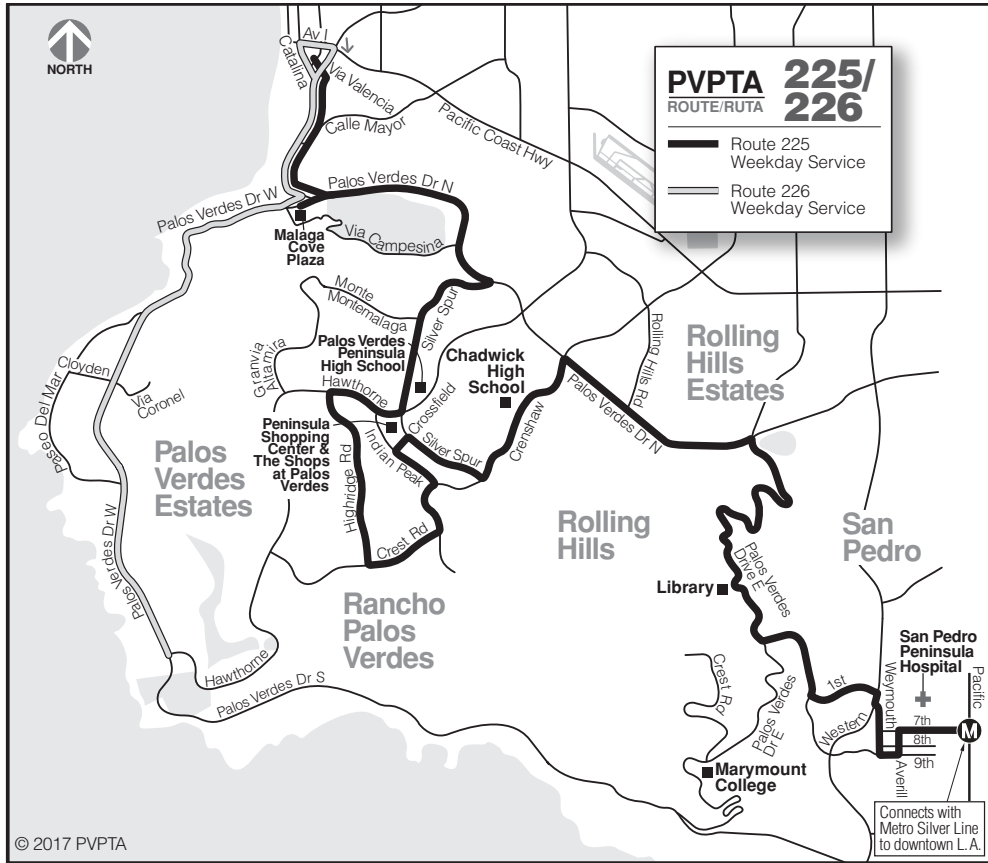 NORTH
Av I
Catalina
Via Valencia
Calle Mayor
Pacific Coast Hwy
PVPTA
ROUTE/RUTA
225/
226
Route 225
Weekday Service
Route 226
Weekday Service
Palos Verdes Dr W
Palos Verdes Dr N
Malaga
Cove
Plaza
Via Campesina
Monte
Montemalaga
Silver Spur
Palos Verdes
Peninsula
High School
Granvia
Altamira
Hawthorne
Crossfield
Chadwick
High
School
Rolling Hills Rd
Rolling
Hills
Estates
Cloyden
Via
Coronel
Paseo Del Mar
Palos
Verdes
Estates
Peninsula
Shopping
Center &
The Shops
at Palos
Verdes
Indian Peak
Silver Spur
Crenshaw
Palos Verdes Dr N
Highridge Rd
Crest Rd
Rolling
Hills
San
Pedro
Palos Verdes Dr W
Palos Verdes
Drive E
Library
Rancho
Palos
Verdes
Hawthorne
Palos Verdes Dr S
Crest Rd
Palos Verdes
Dr E
Marymount
College
1st
Western
Weymouth
San Pedro
Peninsula
Hospital
Pacific
7th
8th
9th
M
Averill
Connects with
Metro Silver Line
to downtown L.A.
© 2017 PVPTA